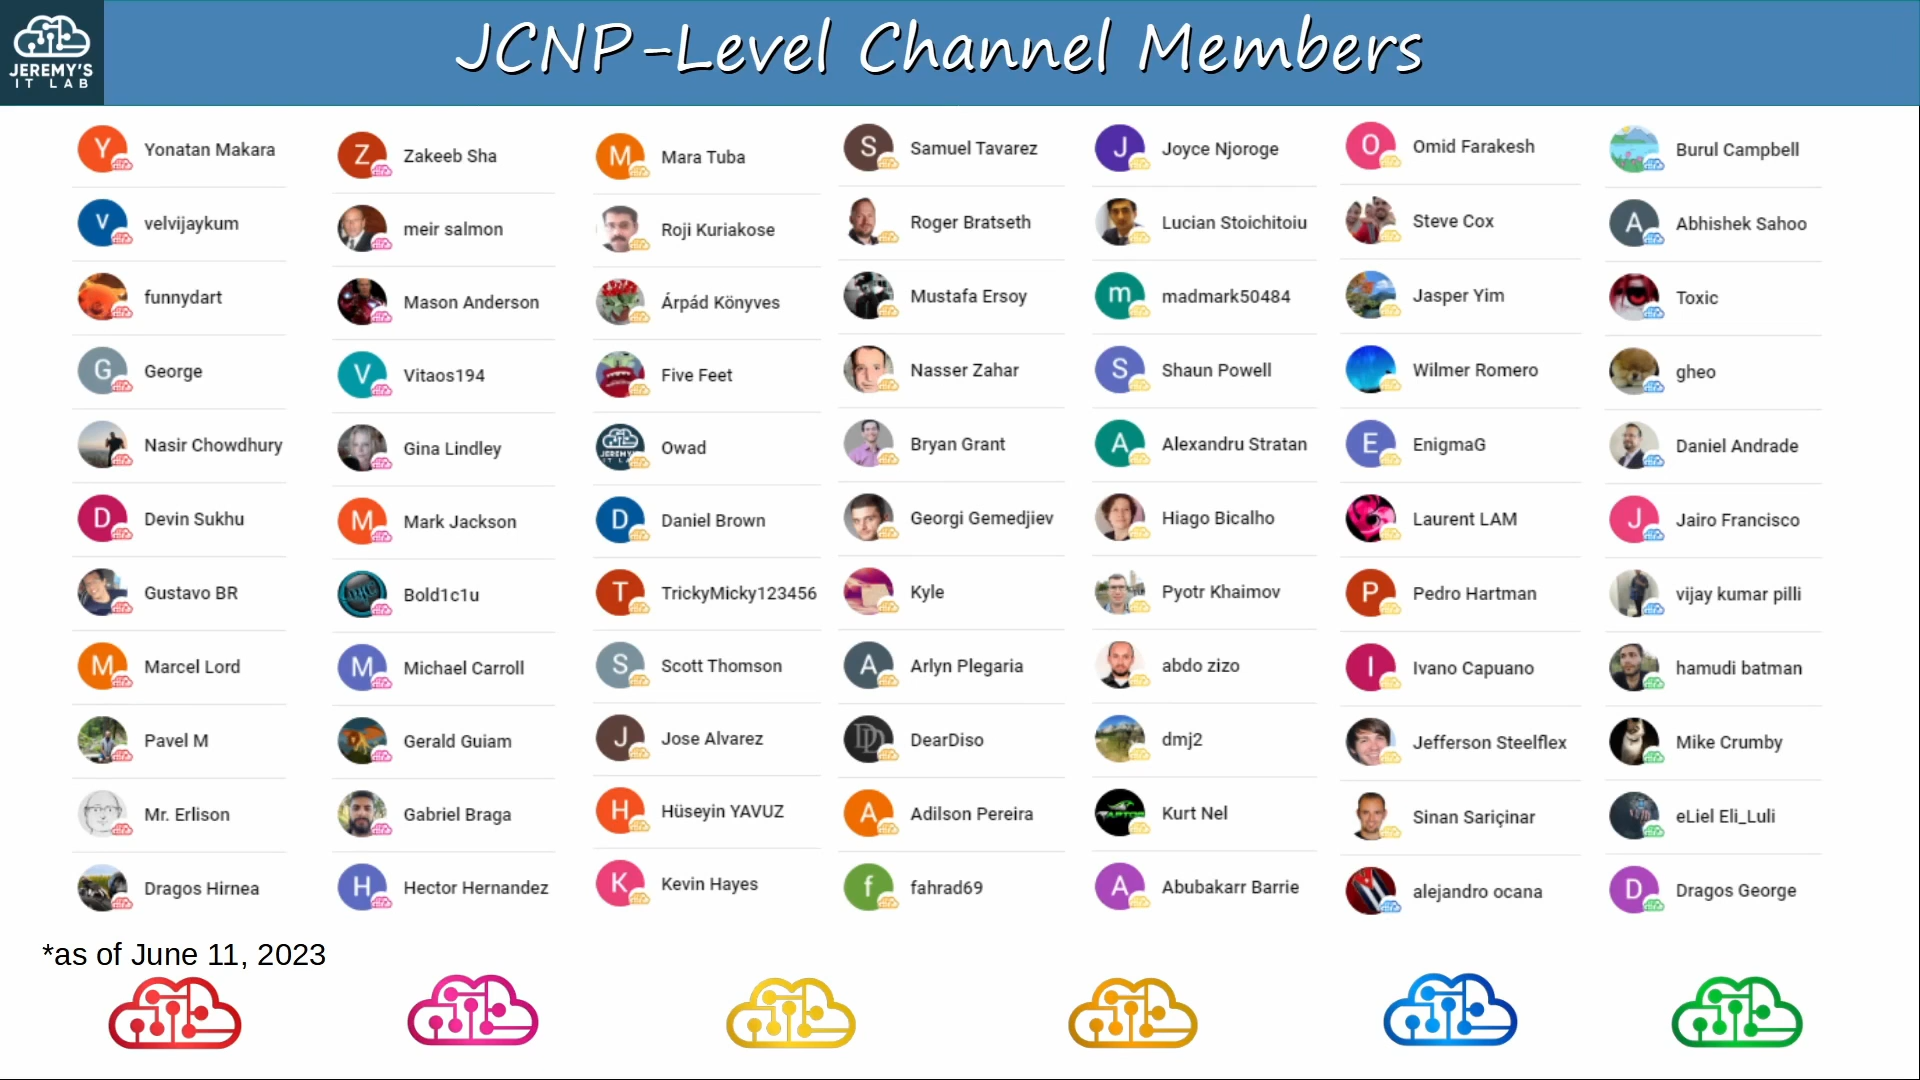 JEREMY'S
IT LAB
JCNP-Level Channel Members
Y Yonatan Makara
V velvijaykum
funnydart
G George
Nasir Chowdhury
D Devin Sukhu
Gustavo BR
M Marcel Lord
Pavel M
Mr. Erlison
Dragos Hirnea
Z Zakeeb Sha
meir salmon
Mason Anderson
V Vitaos194
Gina Lindley
M Mark Jackson
Bold1c1u
M Michael Carroll
Gerald Guiam
Gabriel Braga
H Hector Hernandez
M Mara Tuba
Roji Kuriakose
Árpád Könyves
Five Feet
JEREMY'S
IT LAB
Owad
D Daniel Brown
T TrickyMicky123456
S Scott Thomson
J Jose Alvarez
H Hüseyin YAVUZ
K Kevin Hayes
S Samuel Tavarez
Roger Bratseth
Mustafa Ersoy
Nasser Zahar
Bryan Grant
Georgi Gemedjiev
Kyle
A Arlyn Plegaria
DD DearDiso
A Adilson Pereira
f fahrad69
J Joyce Njoroge
Lucian Stoichitoiu
m madmark50484
S Shaun Powell
A Alexandru Stratan
Hiago Bicalho
Pyotr Khaimov
abdo zizo
dmj2
Kurt Nel
A Abubakarr Barrie
O Omid Farakesh
Steve Cox
Jasper Yim
Wilmer Romero
E EnigmaG
Laurent LAM
P Pedro Hartman
I Ivano Capuano
Jefferson Steelflex
Sinan Sariçinar
alejandro ocana
Burul Campbell
A Abhishek Sahoo
Toxic
gheo
Daniel Andrade
J Jairo Francisco
vijay kumar pilli
hamudi batman
Mike Crumby
eLiel Eli_Luli
D Dragos George
*as of June 11, 2023